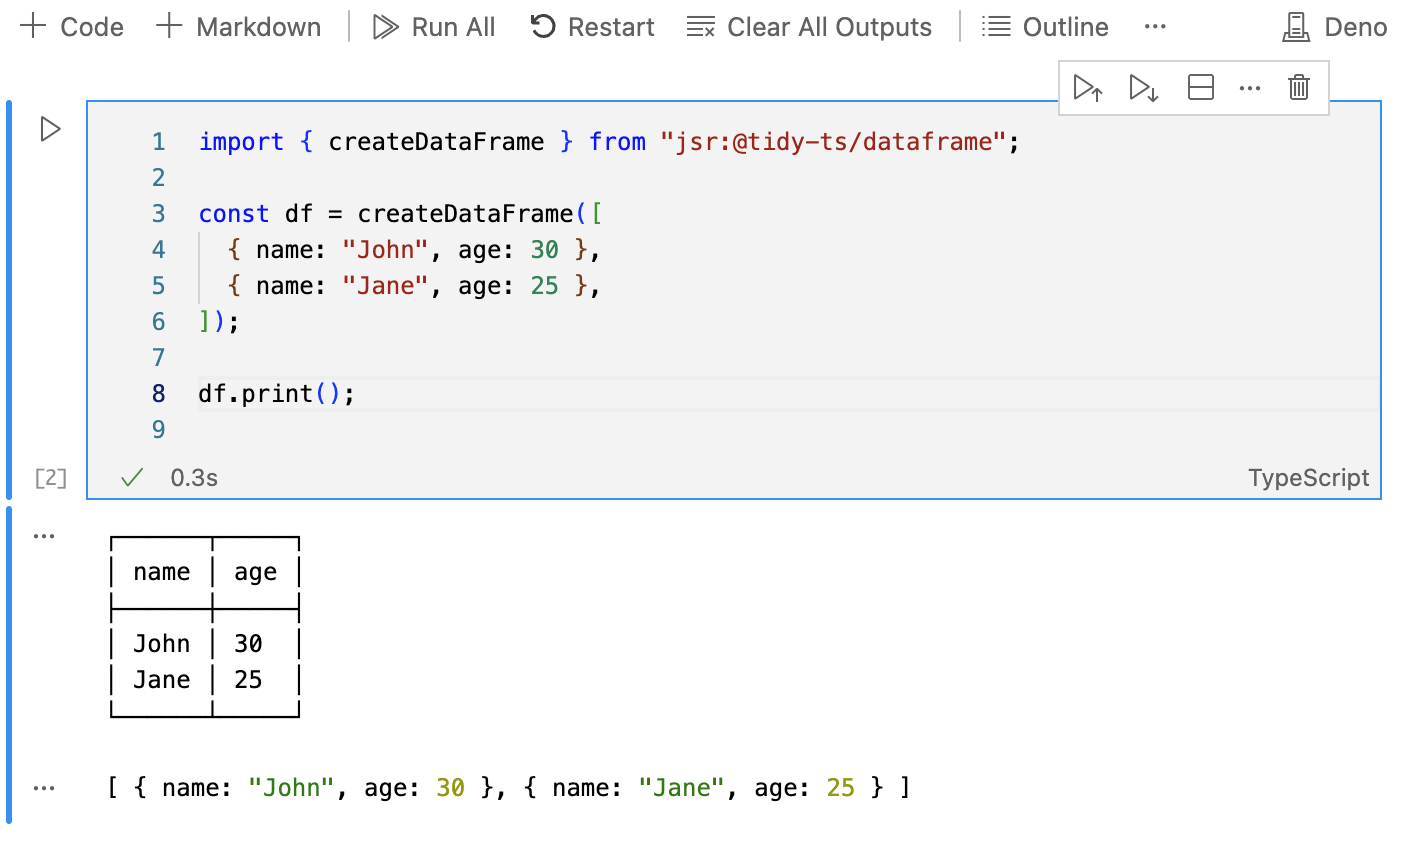 Code Markdown Run All Restart Clear All Outputs Outline ... Deno
...
1 import { createDataFrame } from "jsr:@tidy-ts/dataframe";
2
3 const df = createDataFrame([
4 { name: "John", age: 30 },
5 { name: "Jane", age: 25 },
6 ]);
7
8 df.print();
9
[2] ✓ 0.3s TypeScript
...
name age
John 30
Jane 25
... [ { name: "John", age: 30 }, { name: "Jane", age: 25 } ]